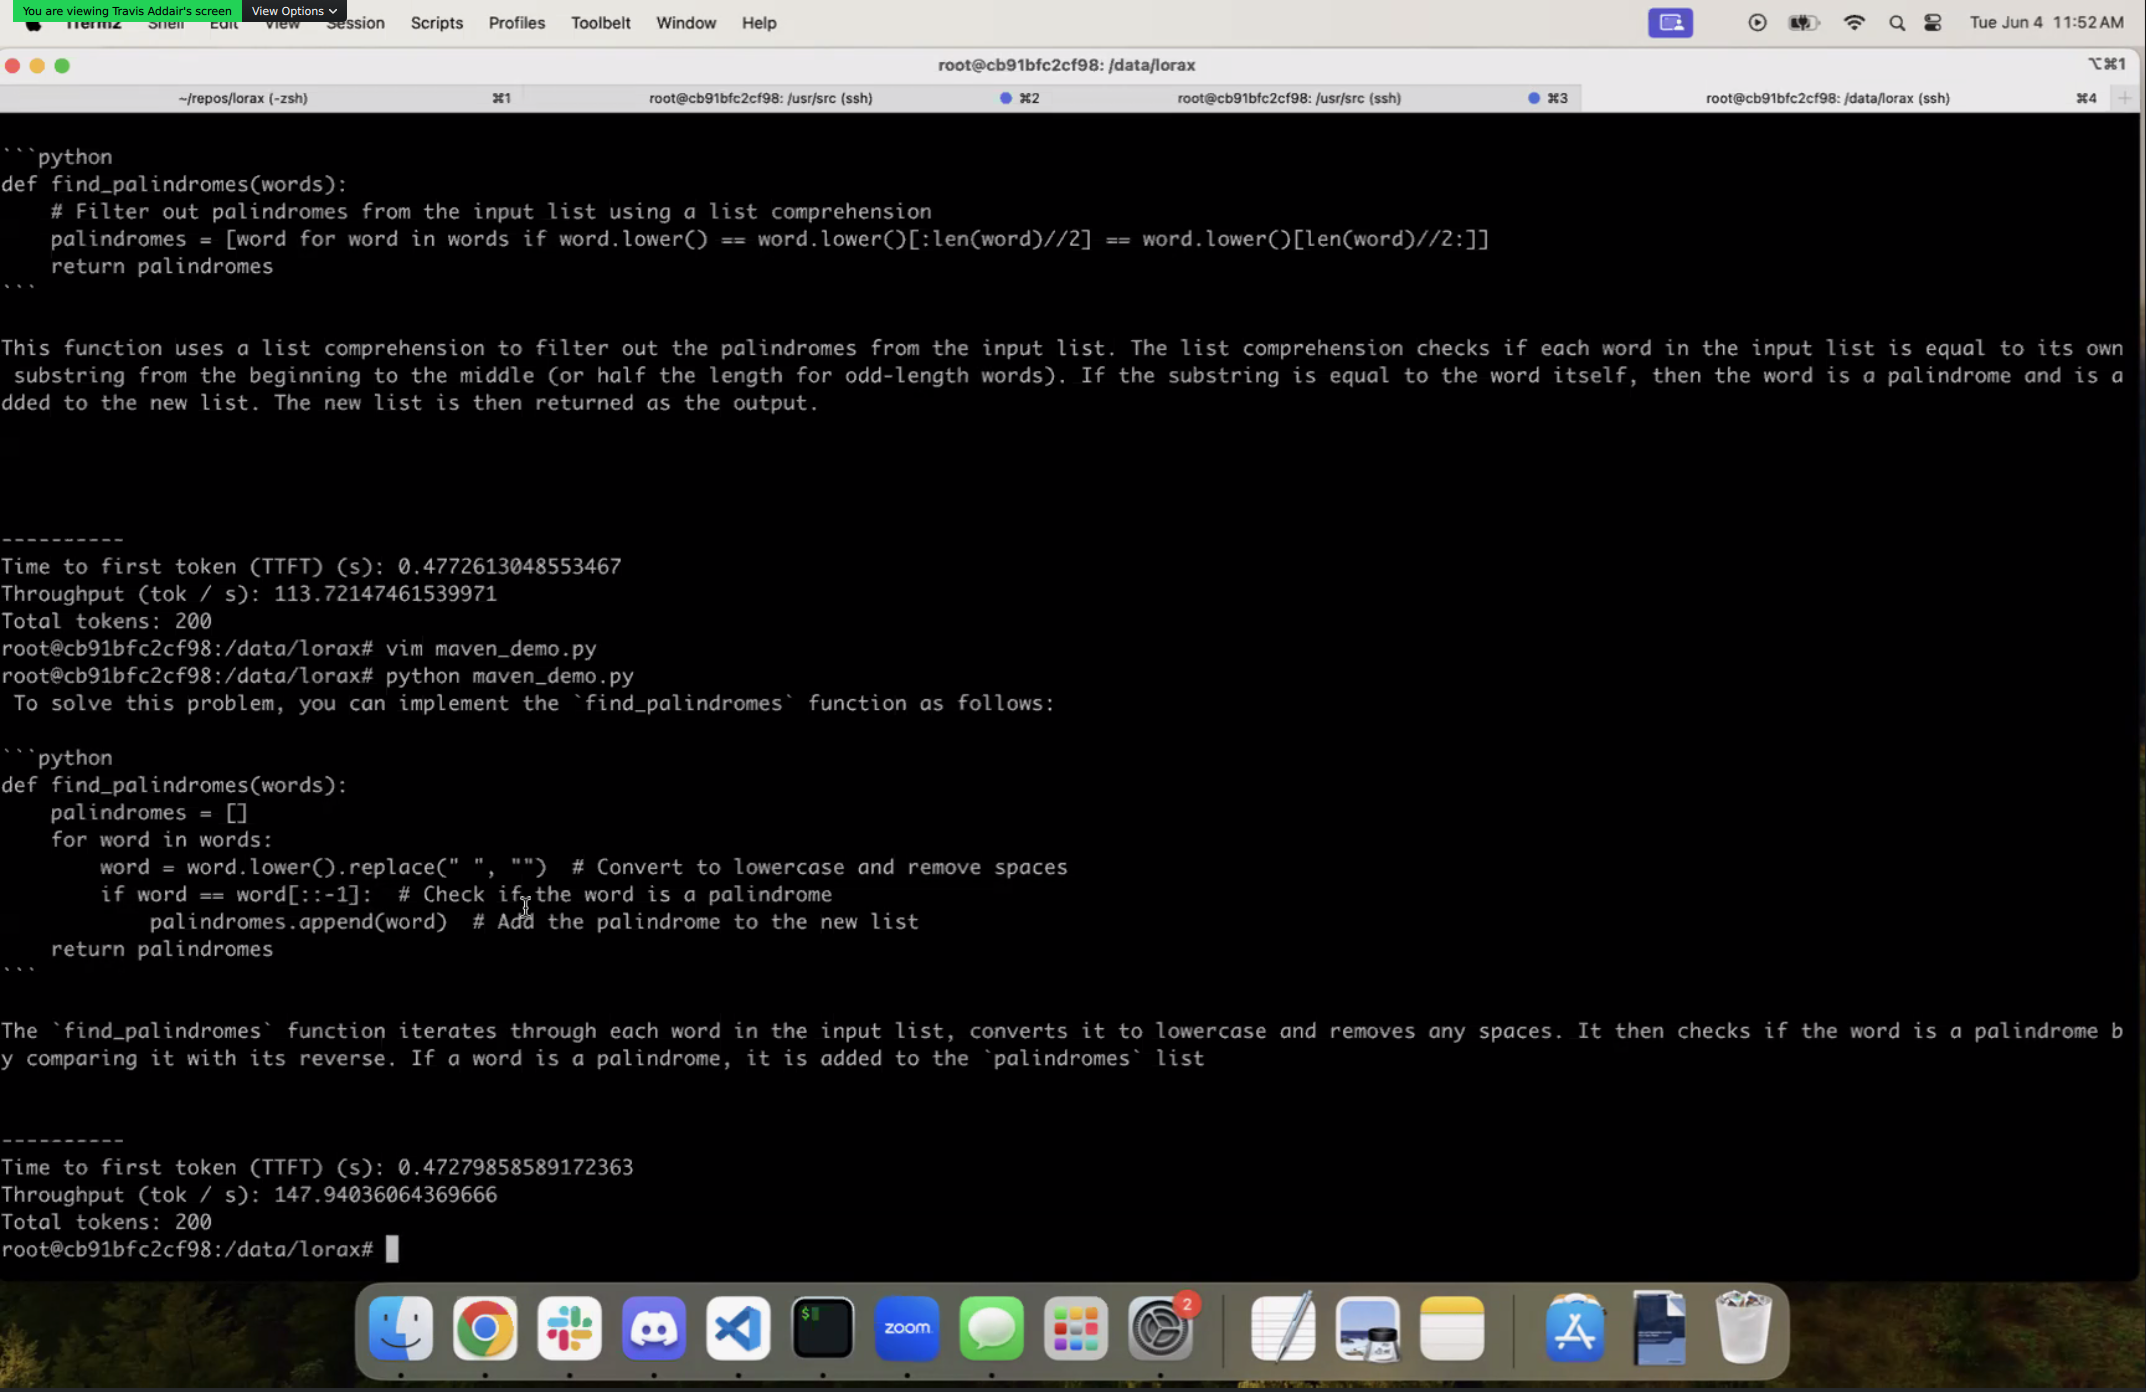 You are viewing Travis Addair's screen View Options
iTerm2 Shell Edit View Session Scripts Profiles Toolbelt Window Help Tue Jun 4 11:52 AM
root@cb91bfc2cf98: /data/lorax ⌥⌘1
~/repos/lorax (-zsh) ⌘1 root@cb91bfc2cf98: /usr/src (ssh) ⌘2 root@cb91bfc2cf98: /usr/src (ssh) ⌘3 root@cb91bfc2cf98: /data/lorax (ssh) ⌘4
```python
def find_palindromes(words):
    # Filter out palindromes from the input list using a list comprehension
    palindromes = [word for word in words if word.lower() == word.lower()[:len(word)//2] == word.lower()[len(word)//2:]]
    return palindromes
```
This function uses a list comprehension to filter out the palindromes from the input list. The list comprehension checks if each word in the input list is equal to its own
 substring from the beginning to the middle (or half the length for odd-length words). If the substring is equal to the word itself, then the word is a palindrome and is a
dded to the new list. The new list is then returned as the output.
----------
Time to first token (TTFT) (s): 0.4772613048553467
Throughput (tok / s): 113.72147461539971
Total tokens: 200
root@cb91bfc2cf98:/data/lorax# vim maven_demo.py
root@cb91bfc2cf98:/data/lorax# python maven_demo.py
 To solve this problem, you can implement the `find_palindromes` function as follows:
```python
def find_palindromes(words):
    palindromes = []
    for word in words:
        word = word.lower().replace(" ", "")  # Convert to lowercase and remove spaces
        if word == word[::-1]:  # Check if the word is a palindrome
            palindromes.append(word)  # Add the palindrome to the new list
    return palindromes
```
The `find_palindromes` function iterates through each word in the input list, converts it to lowercase and removes any spaces. It then checks if the word is a palindrome b
y comparing it with its reverse. If a word is a palindrome, it is added to the `palindromes` list
----------
Time to first token (TTFT) (s): 0.47279858589172363
Throughput (tok / s): 147.94036064369666
Total tokens: 200
root@cb91bfc2cf98:/data/lorax#
$
zoom
2